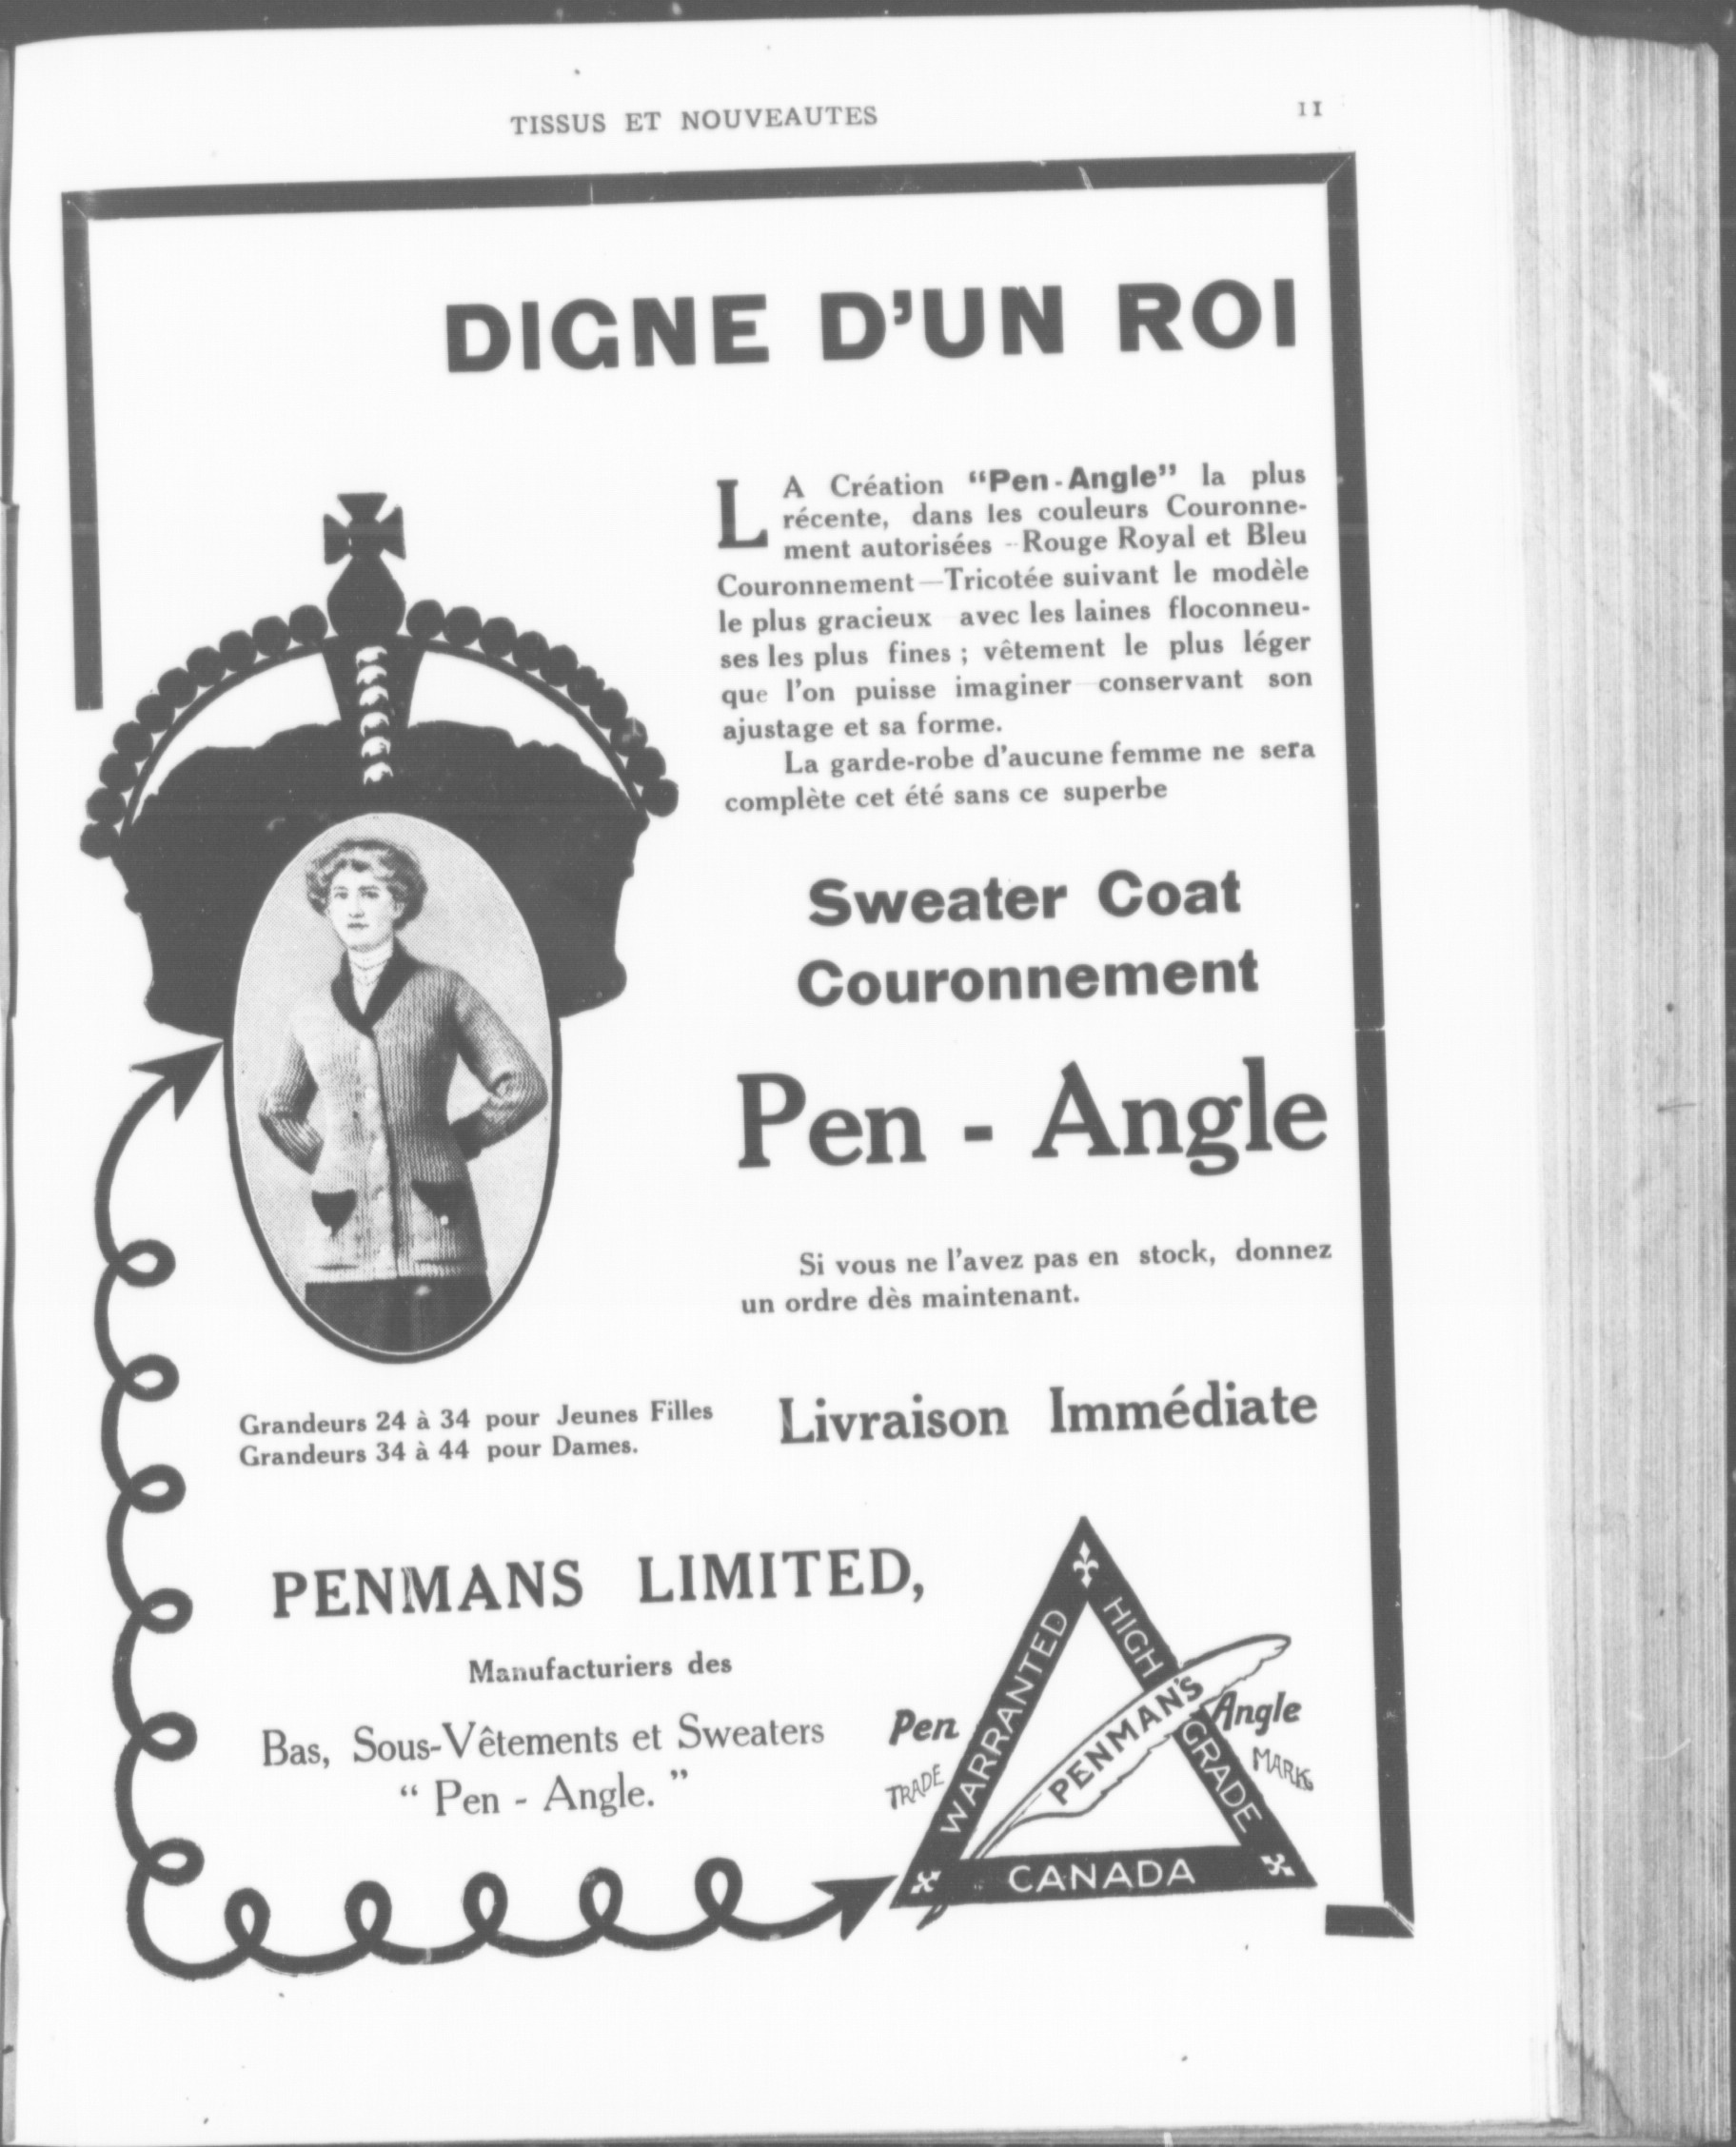 TISSUS ET NOUVEAUTES
11
DIGNE D'UN ROI
LA Création “Pen-Angle” la plus
récente, dans les couleurs Couronne-
ment autorisées -Rouge Royal et Bleu
Couronnement—Tricotée suivant le modèle
le plus gracieux avec les laines floconneu-
ses les plus fines ; vêtement le plus léger
que l'on puisse imaginer conservant son
ajustage et sa forme.
La garde-robe d'aucune femme ne sera
complète cet été sans ce superbe
Sweater Coat
Couronnement
Pen - Angle
Si vous ne l'avez pas en stock, donnez
un ordre dès maintenant.
Grandeurs 24 à 34 pour Jeunes Filles
Grandeurs 34 à 44 pour Dames.
Livraison Immédiate
PENMANS LIMITED,
Manufacturiers des
Bas, Sous-Vêtements et Sweaters
“ Pen - Angle. ”
Pen Angle
TRADE MARK
WARRANTED
HIGH GRADE
PENMAN'S
CANADA